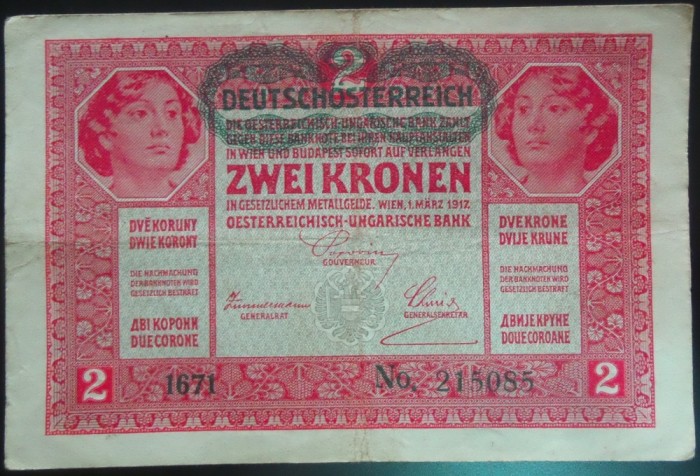 2
DEUTSCHÖSTERREICH
DIE OESTERREICHISCH-UNGARISCHE BANK ZAHLT
GEGEN DIESE BANKNOTE BEI IHREN HAUPTANSTALTEN
IN WIEN UND BUDAPEST SOFORT AUF VERLANGEN
ZWEI KRONEN
IN GESETZLICHEM METALLGELDE. WIEN, 1. MÄRZ 1917.
OESTERREICHISCH-UNGARISCHE BANK
GOUVERNEUR
GENERALRAT
GENERALSEKRETÄR
DVĚ KORUNY
DWIE KORONY
DIE NACHMACHUNG
DER BANKNOTEN WIRD
GESETZLICH BESTRAFT
ДВІ КОРОНИ
DUE CORONE
DVE KRONE
DVIJE KRUNE
DIE NACHMACHUNG
DER BANKNOTEN WIRD
GESETZLICH BESTRAFT
ДВИЈЕ КРУНЕ
DOUE COROANE
2
1671
No. 215085
2